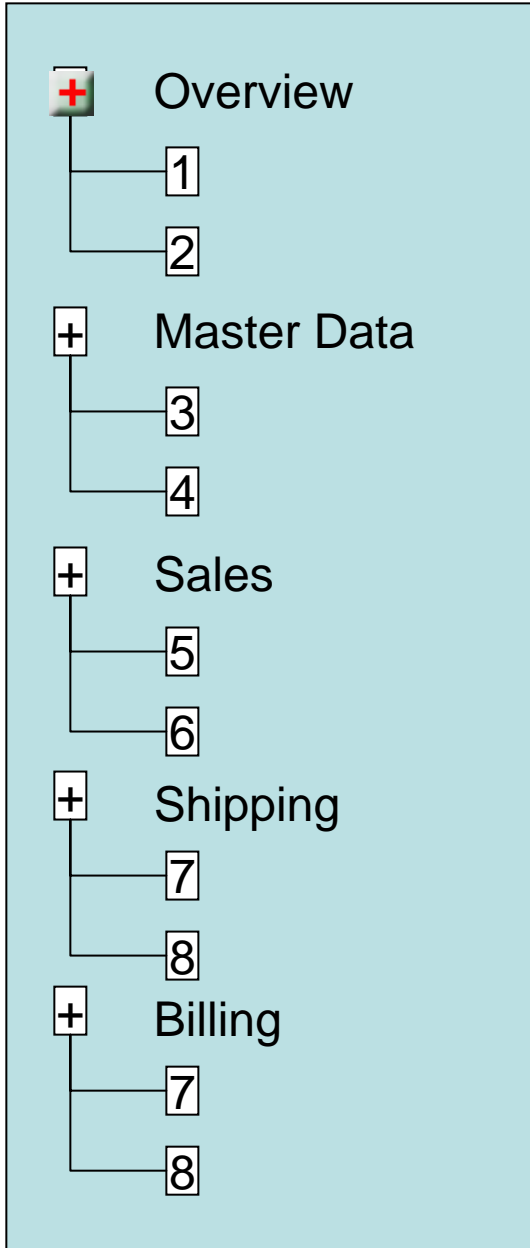 + Overview
1
2
+ Master Data
3
4
+ Sales
5
6
+ Shipping
7
8
+ Billing
7
8